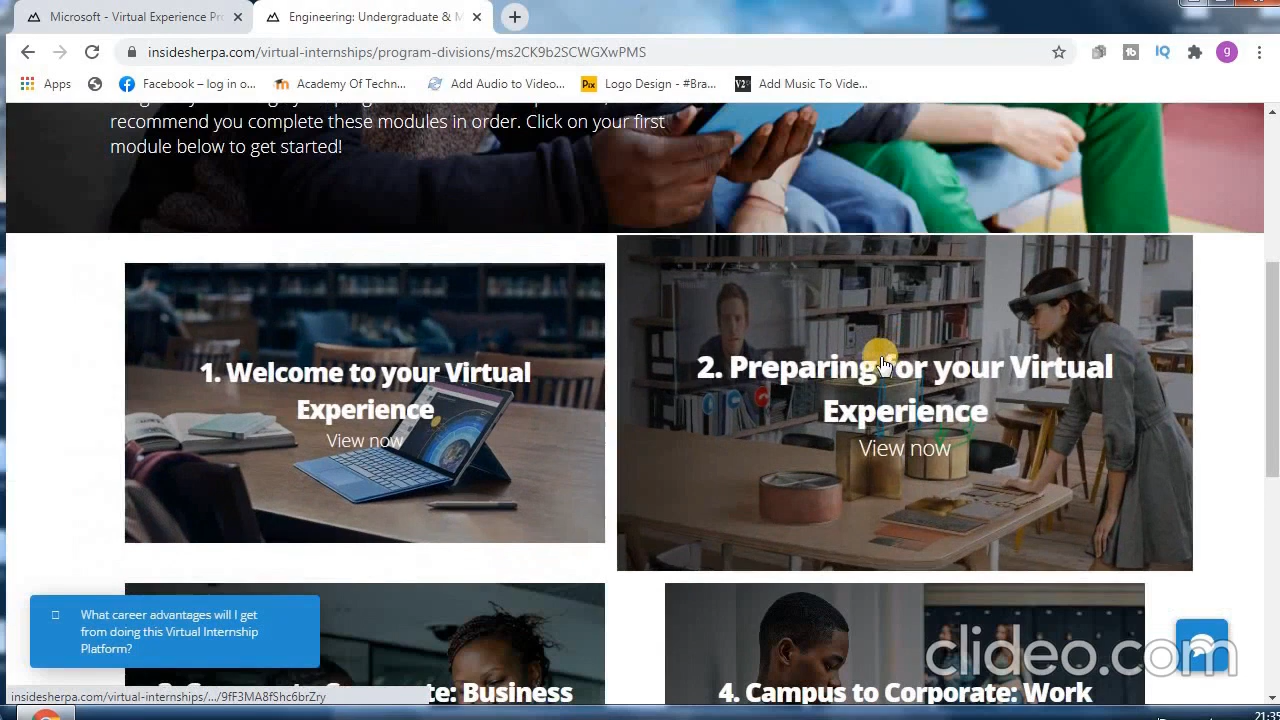 Microsoft - Virtual Experience Pr
Engineering: Undergraduate & M
insidesherpa.com/virtual-internships/program-divisions/ms2CK9b2SCWGXwPMS
g
Apps
Facebook – log in o...
Academy Of Techn...
Add Audio to Video...
Pix
Logo Design - #Bra...
Add Music To Vide...
recommend you complete these modules in order. Click on your first
module below to get started!
1. Welcome to your Virtual
Experience
View now
2. Preparing for your Virtual
Experience
View now
What career advantages will I get
from doing this Virtual Internship
Platform?
Business
4. Campus to Corporate: Work
clideo.com
insidesherpa.com/virtual-internships/.../9fF3MA8fShc6brZry
21:35